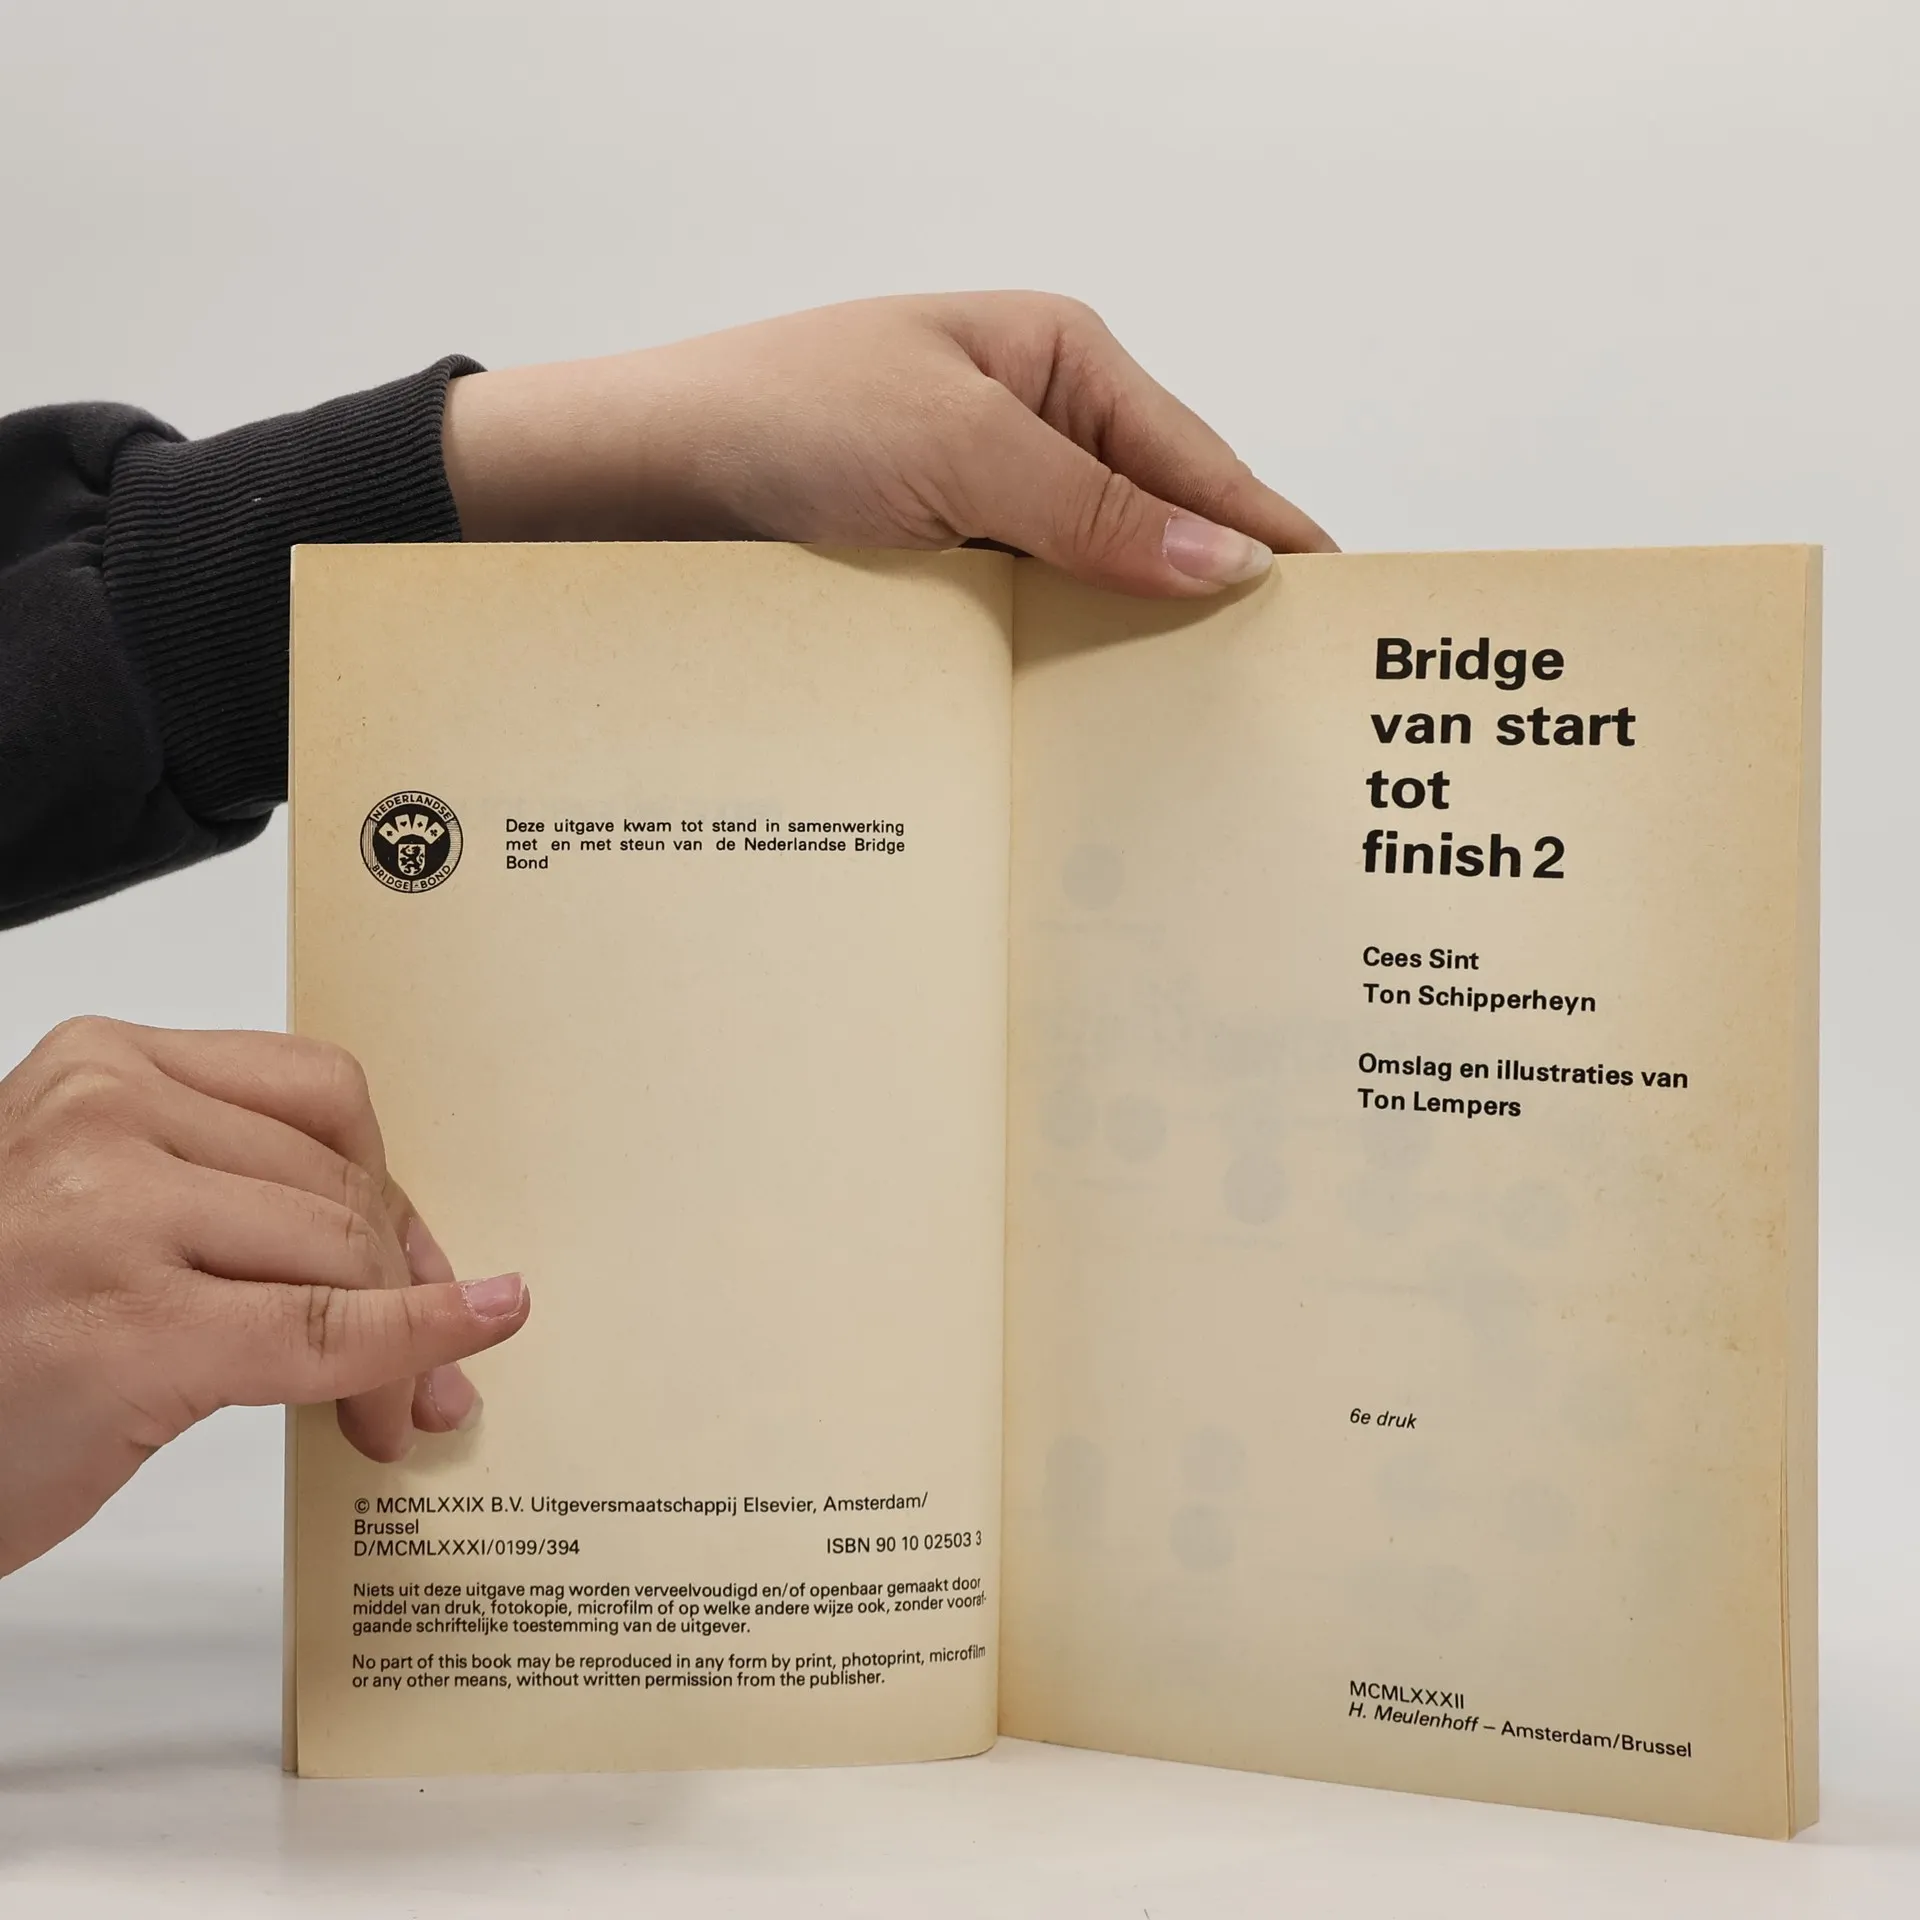 NEDERLANDSE
BRIDGE BOND
Deze uitgave kwam tot stand in samenwerking
met en met steun van de Nederlandse Bridge
Bond
© MCMLXXIX B.V. Uitgeversmaatschappij Elsevier, Amsterdam/
Brussel
D/MCMLXXXI/0199/394 ISBN 90 10 02503 3
Niets uit deze uitgave mag worden verveelvoudigd en/of openbaar gemaakt door
middel van druk, fotokopie, microfilm of op welke andere wijze ook, zonder vooraf-
gaande schriftelijke toestemming van de uitgever.
No part of this book may be reproduced in any form by print, photoprint, microfilm
or any other means, without written permission from the publisher.
Bridge
van start
tot
finish 2
Cees Sint
Ton Schipperheyn
Omslag en illustraties van
Ton Lempers
6e druk
MCMLXXXII
H. Meulenhoff – Amsterdam/Brussel